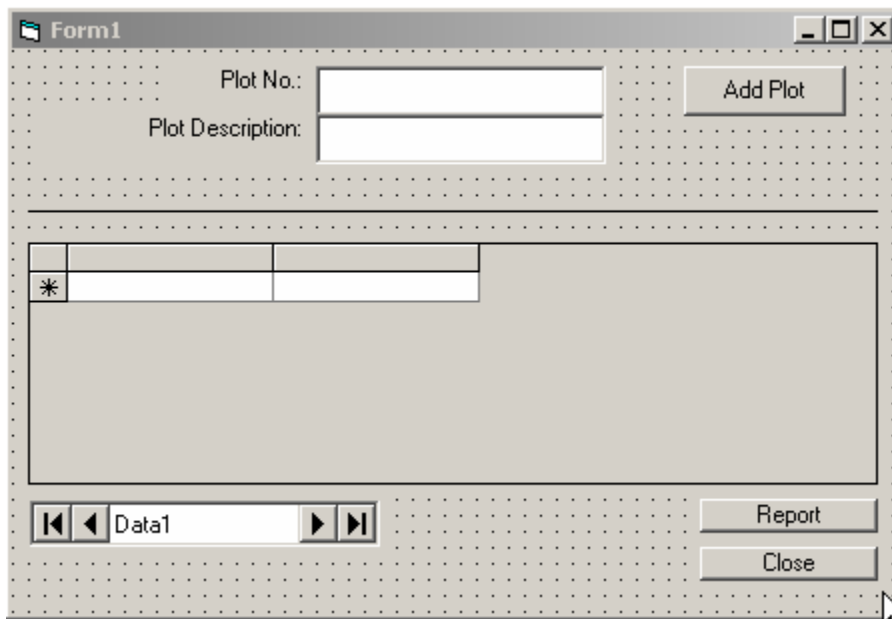 Form1
Plot No.:
Add Plot
Plot Description:
Data1
Report
Close